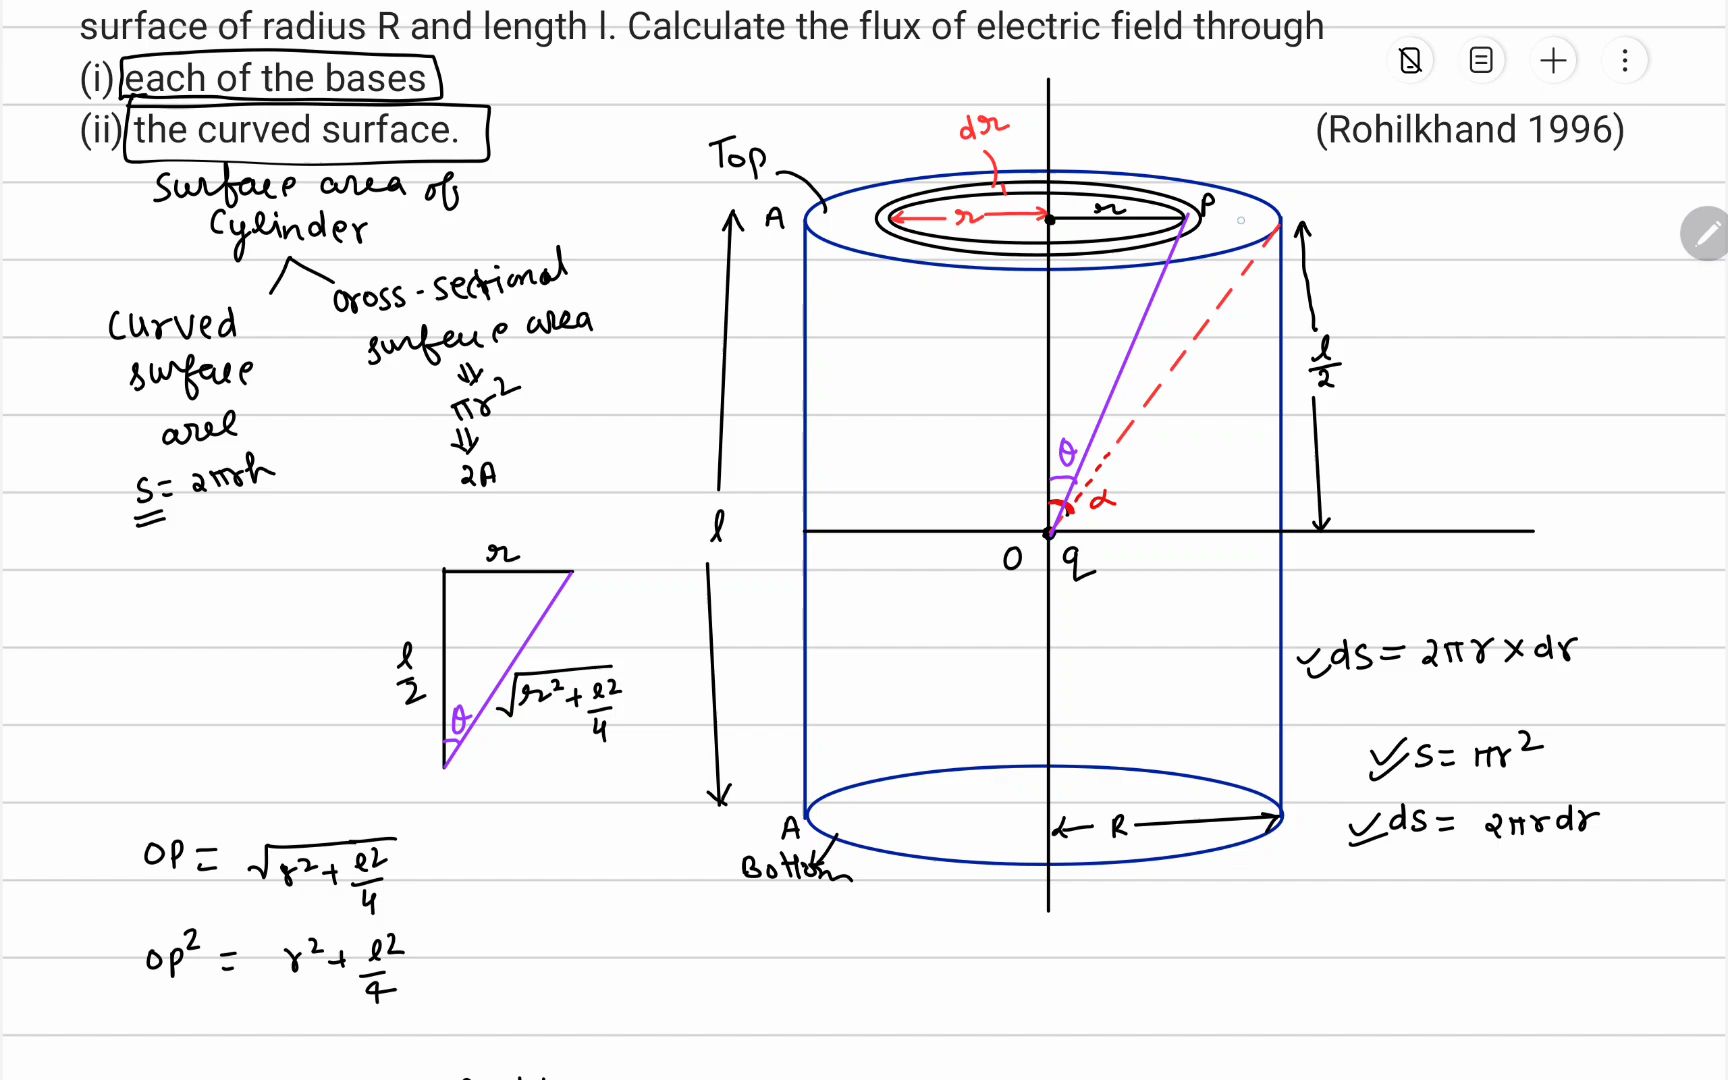 surface of radius R and length l. Calculate the flux of electric field through
(i) each of the bases
(ii) the curved surface.
(Rohilkhand 1996)
surface area of
cylinder
curved
surface
area
S = 2πrh
cross-sectional
surface area
⇓
πr²
⇓
2A
Top
dr
A
r
r
P
l
l/2
θ
α
O
q
r
l/2
θ
√r² + l²/4
ds = 2πr × dr
S = πr²
ds = 2πrdr
A
R
Bottom
OP = √r² + l²/4
OP² = r² + l²/4